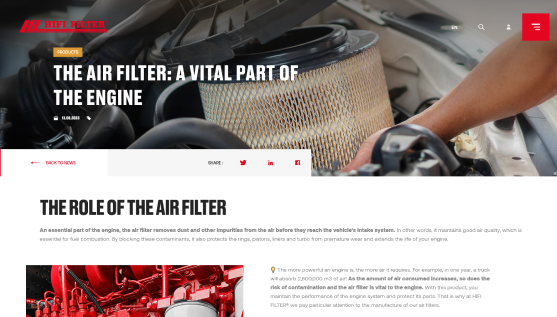 HIFI FILTER
EN
PRODUCTS
THE AIR FILTER: A VITAL PART OF
THE ENGINE
BACK TO NEWS
SHARE :
THE ROLE OF THE AIR FILTER
An essential part of the engine, the air filter removes dust and other impurities from the air before they reach the vehicle's intake system. In other words, it maintains good air quality, which is
essential for fuel combustion. By blocking these contaminants, it also protects the rings, pistons, liners and turbo from premature wear and extends the life of your engine.
The more powerful an engine is, the more air it requires. For example, in one year, a truck
will absorb 2,800,000 m3 of air! As the amount of air consumed increases, so does the
risk of contamination and the air filter is vital to the engine. With this product, you
maintain the performance of the engine system and protect its parts. That is why at HIFI
FILTER® we pay particular attention to the manufacture of our air filters.